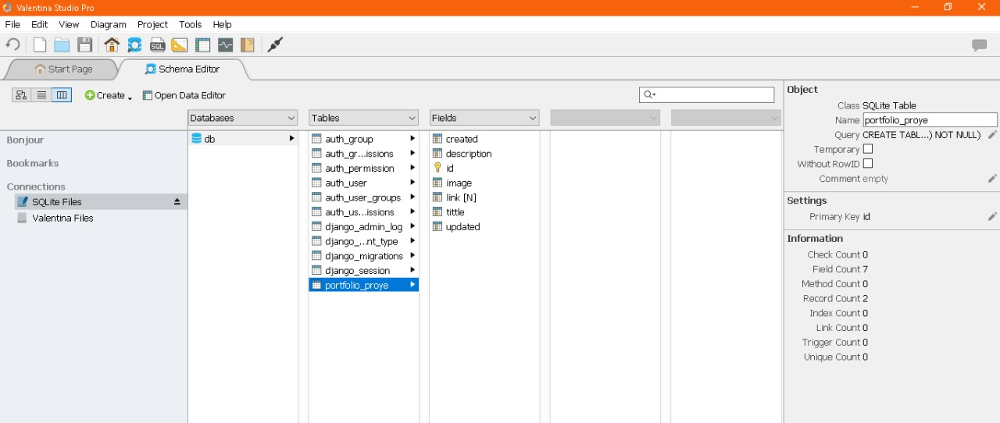 Valentina Studio Pro
File Edit View Diagram Project Tools Help
SQL
Start Page
Schema Editor
Create
Open Data Editor
Databases
Tables
Fields
Bonjour
Bookmarks
Connections
SQLite Files
Valentina Files
db
auth_group
auth_gr...issions
auth_permission
auth_user
auth_user_groups
auth_us...issions
django_admin_log
django_...nt_type
django_migrations
django_session
portfolio_proye
created
description
id
image
link [N]
tittle
updated
Object
Class SQLite Table
Name portfolio_proye
Query CREATE TABL...) NOT NULL)
Temporary
Without RowID
Comment empty
Settings
Primary Key id
Information
Check Count 0
Field Count 7
Method Count 0
Record Count 2
Index Count 0
Link Count 0
Trigger Count 0
Unique Count 0